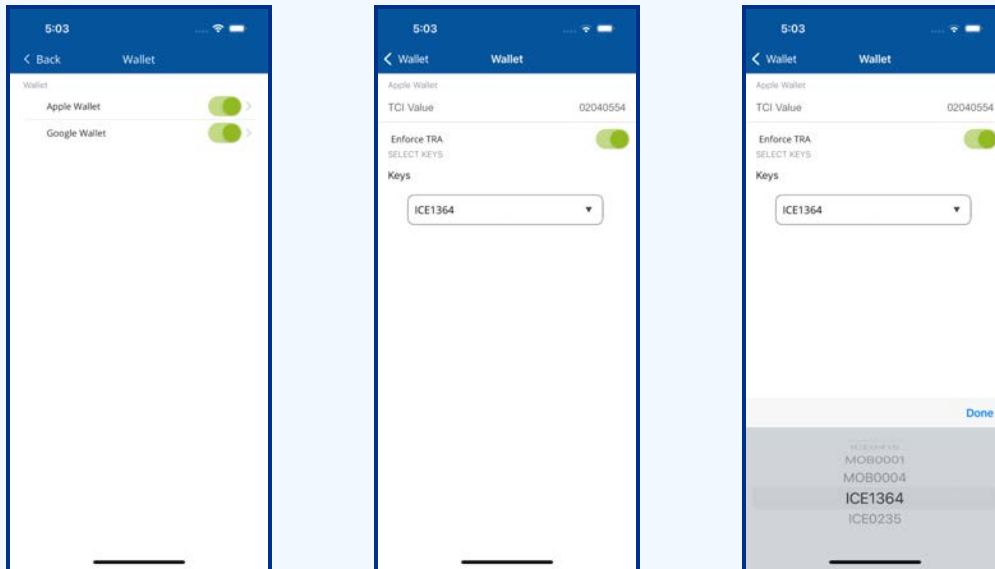 5:03
Back Wallet
Wallet
Apple Wallet
Google Wallet
5:03
Wallet Wallet
Apple Wallet
TCI Value 02040554
Enforce TRA
SELECT KEYS
Keys
ICE1364
5:03
Wallet Wallet
Apple Wallet
TCI Value 02040554
Enforce TRA
SELECT KEYS
Keys
ICE1364
Done
MOB0001
MOB0004
ICE1364
ICE0235